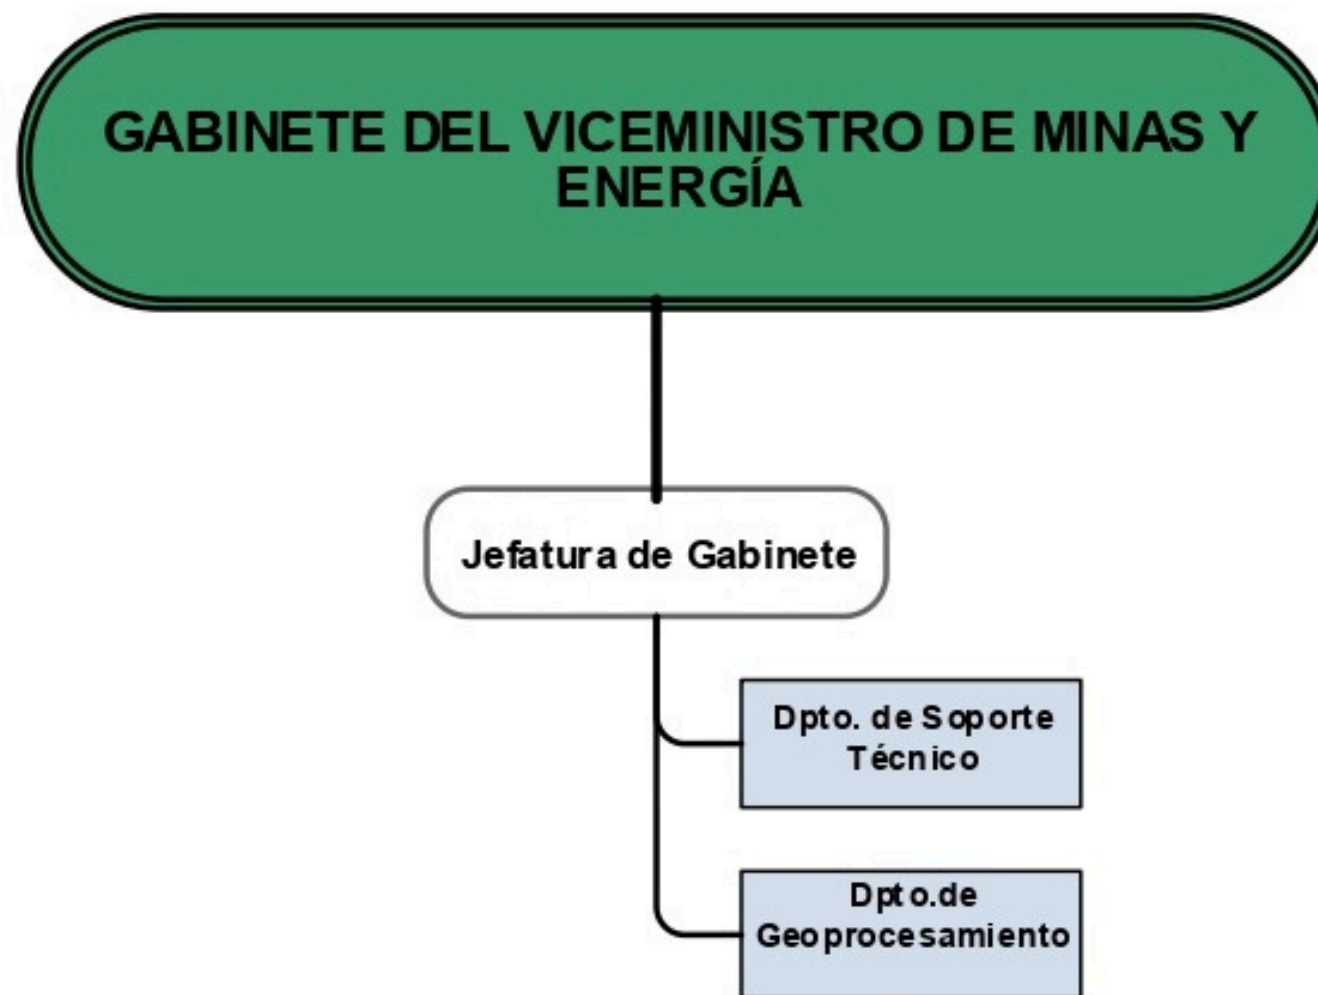 GABINETE DEL VICEMINISTRO DE MINAS Y
ENERGÍA
Jefatura de Gabinete
Dpto. de Soporte
Técnico
Dpto.de
Geoprocesamiento